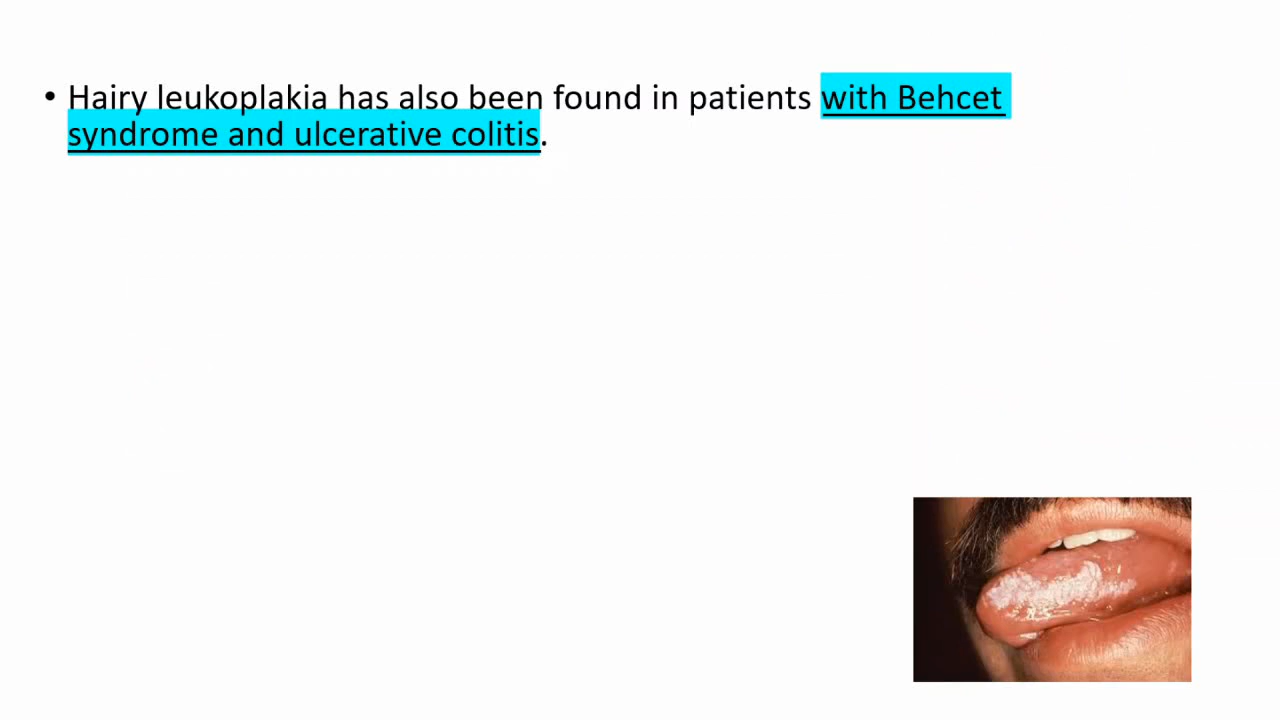 • Hairy leukoplakia has also been found in patients with Behcet
syndrome and ulcerative colitis.